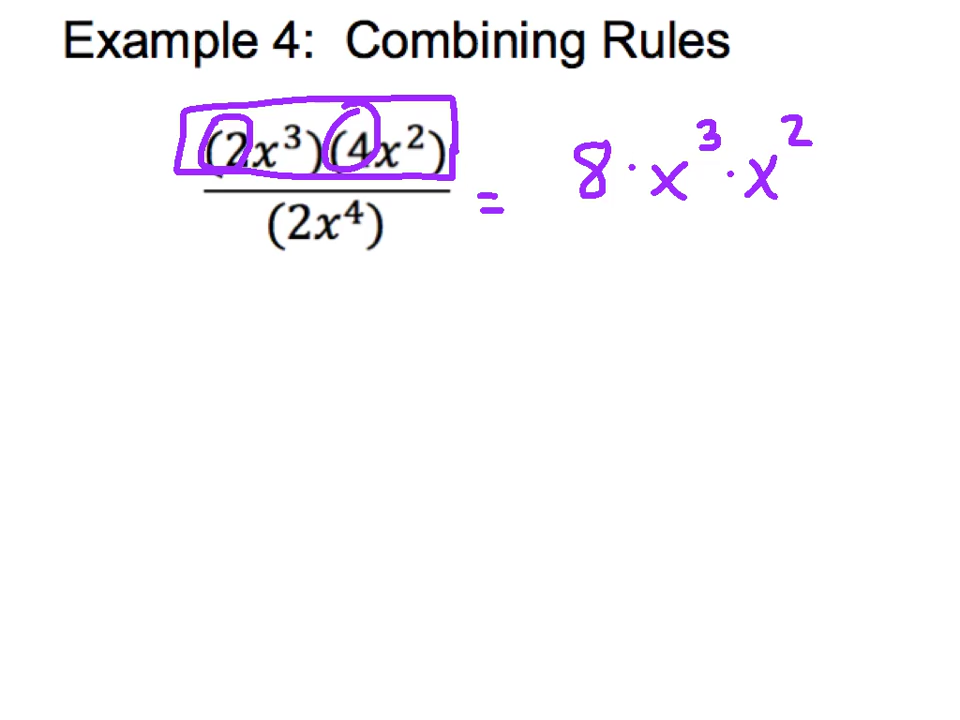 Example 4: Combining Rules
(2x³)(4x²)
(2x⁴)
= 8 · x³ · x²